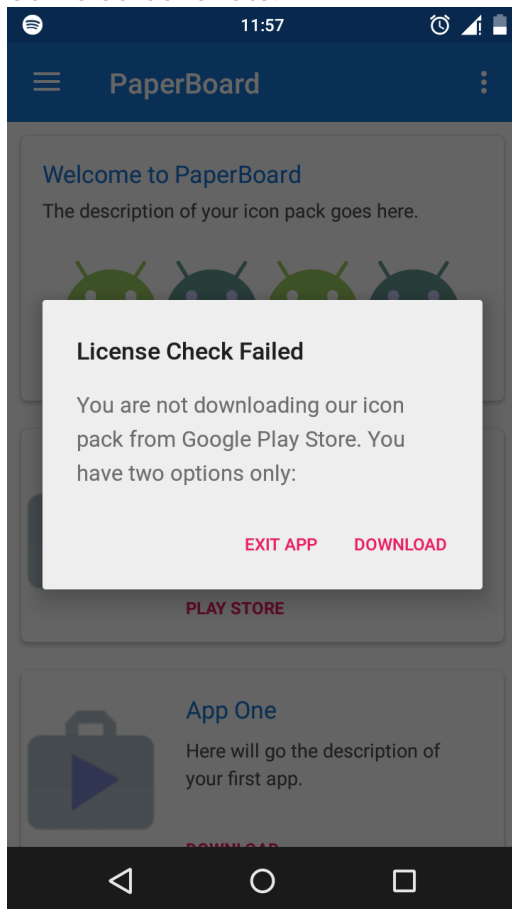 11:57
PaperBoard
Welcome to PaperBoard
The description of your icon pack goes here.
License Check Failed
You are not downloading our icon
pack from Google Play Store. You
have two options only:
EXIT APP DOWNLOAD
PLAY STORE
App One
Here will go the description of
your first app.
DOWNLOAD